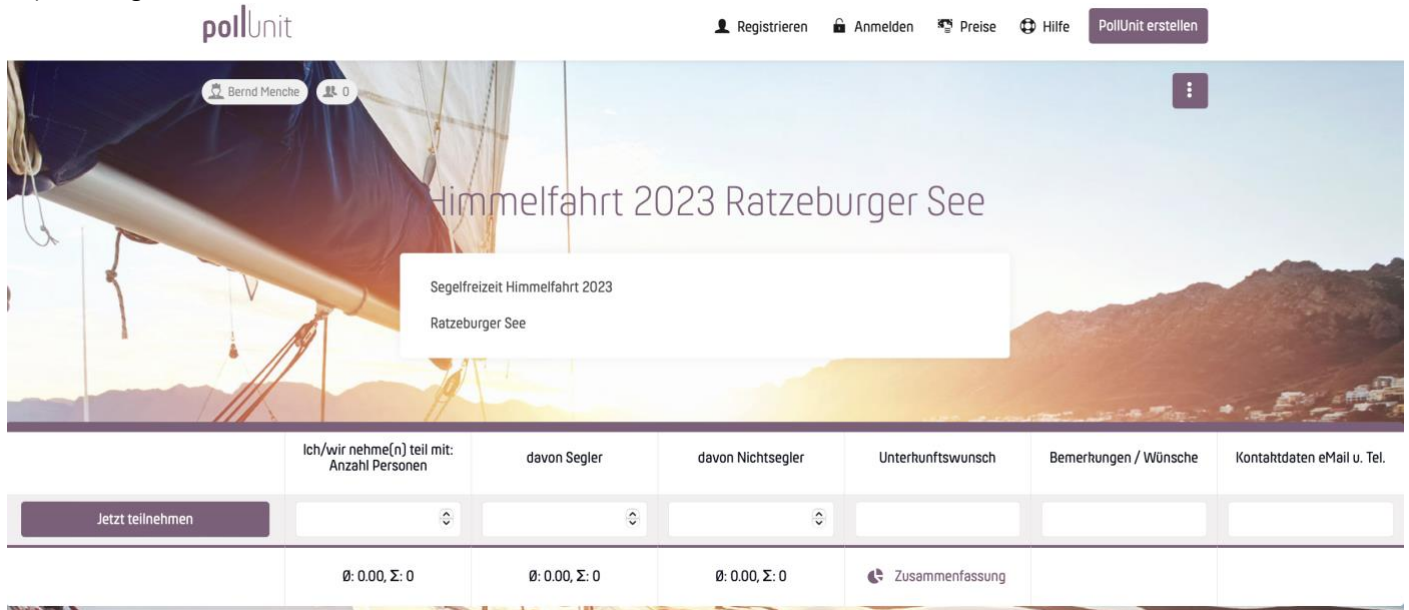 pollUnit
Registrieren Anmelden Preise Hilfe PollUnit erstellen
Bernd Mencke 0
Himmelfahrt 2023 Ratzeburger See
Segelfreizeit Himmelfahrt 2023
Ratzeburger See
Ich/wir nehme(n) teil mit:
Anzahl Personen
davon Segler
davon Nichtsegler
Unterkunftswunsch
Bemerkungen / Wünsche
Kontaktdaten eMail u. Tel.
Jetzt teilnehmen
Ø: 0.00, Σ: 0 Ø: 0.00, Σ: 0 Ø: 0.00, Σ: 0 Zusammenfassung